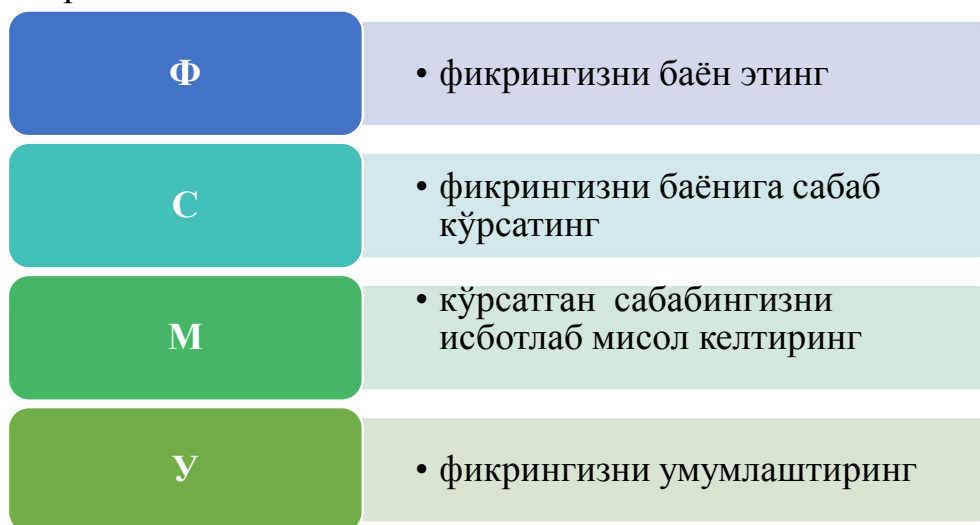 Ф
• фикрингизни баён этинг
С
• фикрингизни баёнига сабаб
кўрсатинг
М
• кўрсатган сабабингизни
исботлаб мисол келтиринг
У
• фикрингизни умумлаштиринг